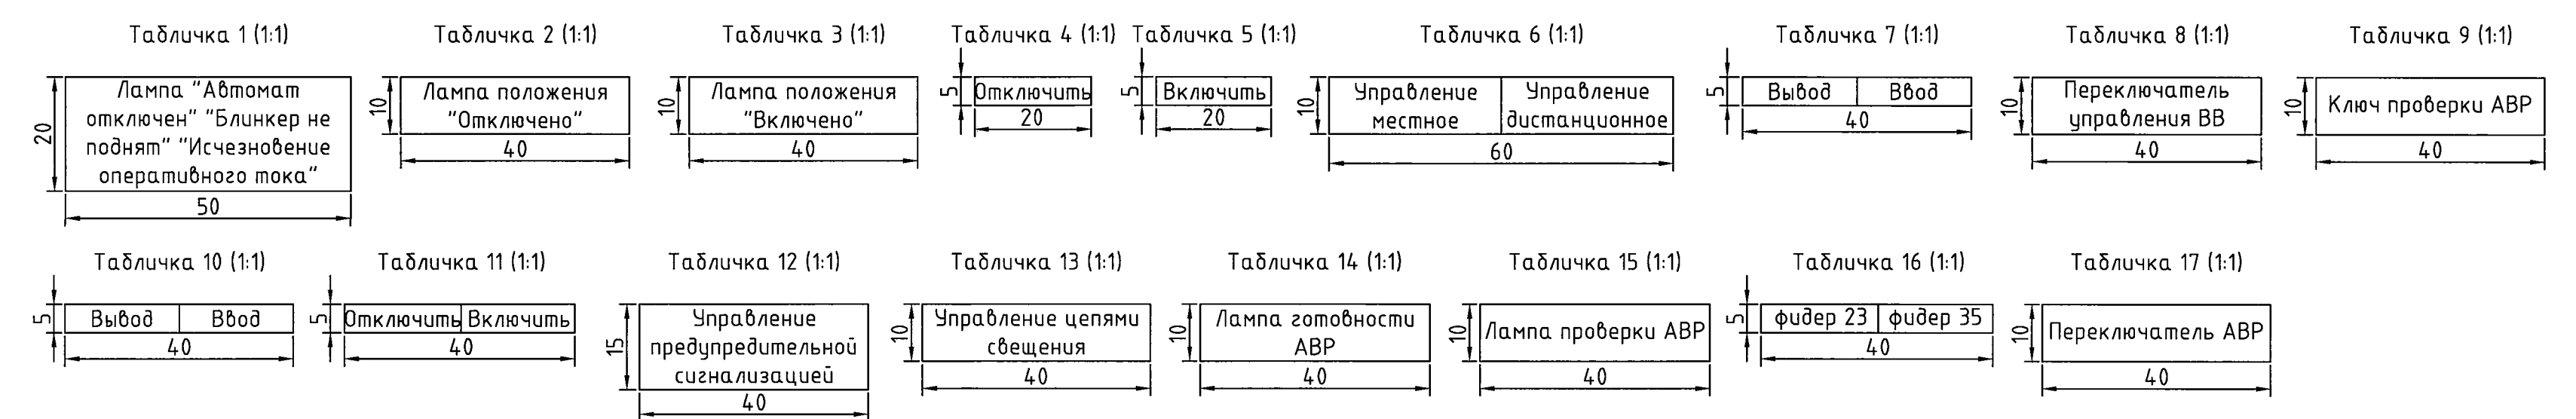 Табличка 1 (1:1)
Лампа "Автомат
отключен" "Блинкер не
поднят" "Исчезновение
оперативного тока"
20
50
Табличка 2 (1:1)
Лампа положения
"Отключено"
10
40
Табличка 3 (1:1)
Лампа положения
"Включено"
10
40
Табличка 4 (1:1)
Отключить
5
20
Табличка 5 (1:1)
Включить
5
20
Табличка 6 (1:1)
Управление
местное
Управление
дистанционное
10
60
Табличка 7 (1:1)
Вывод
Ввод
5
40
Табличка 8 (1:1)
Переключатель
управления ВВ
10
40
Табличка 9 (1:1)
Ключ проверки АВР
10
40
Табличка 10 (1:1)
Вывод
Ввод
5
40
Табличка 11 (1:1)
Отключить
Включить
5
40
Табличка 12 (1:1)
Управление
предупредительной
сигнализацией
15
40
Табличка 13 (1:1)
Управление цепями
свещения
10
40
Табличка 14 (1:1)
Лампа готовности
АВР
10
40
Табличка 15 (1:1)
Лампа проверки АВР
10
40
Табличка 16 (1:1)
фидер 23
фидер 35
5
40
Табличка 17 (1:1)
Переключатель АВР
10
40